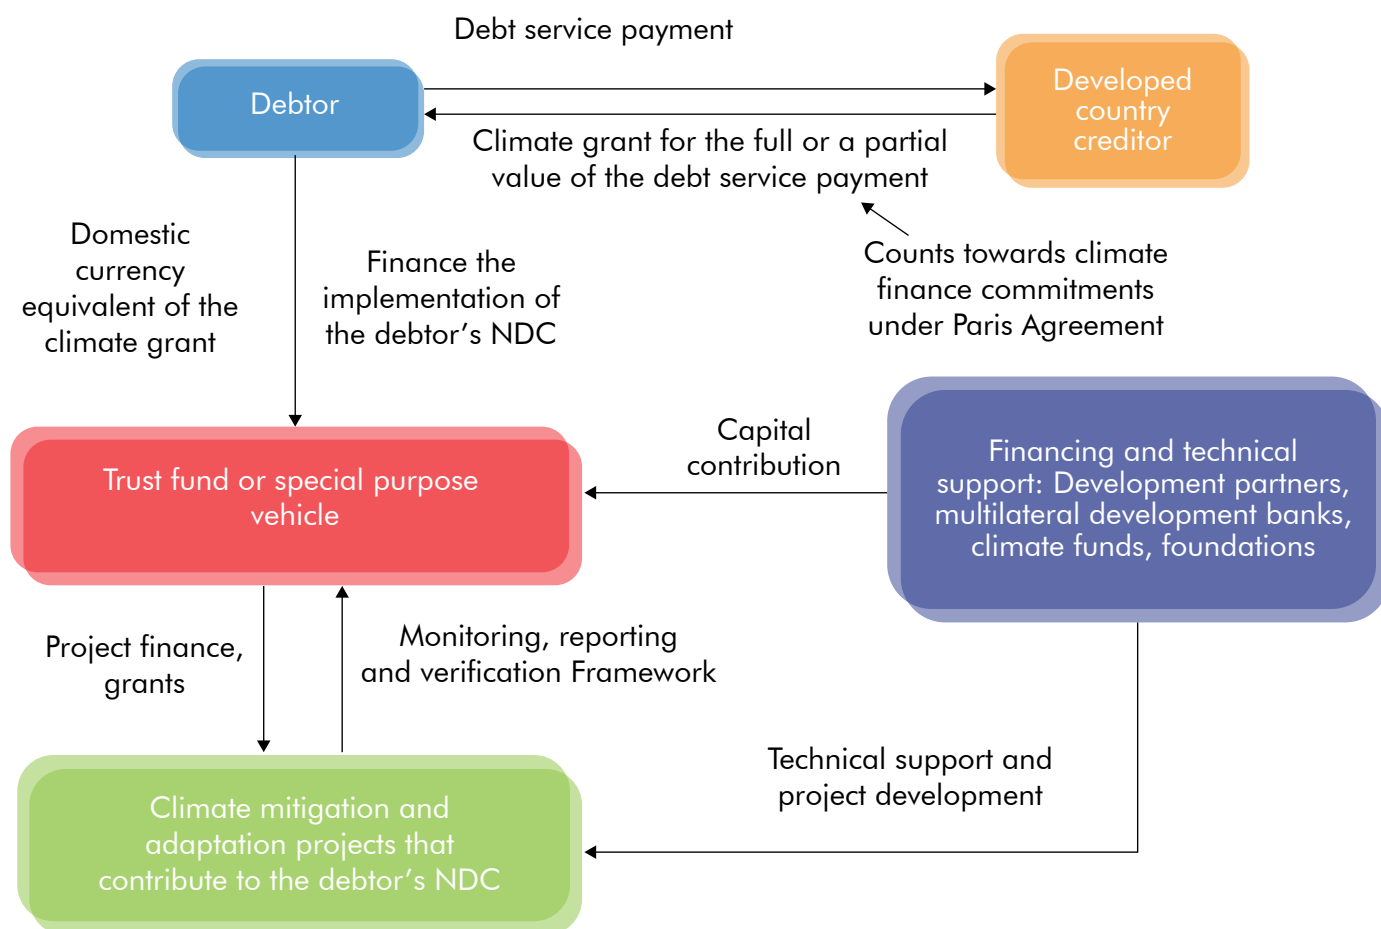 Debt service payment
Debtor
Developed
country
creditor
Climate grant for the full or a partial
value of the debt service payment
Counts towards climate
finance commitments
under Paris Agreement
Domestic
currency
equivalent of the
climate grant
Finance the
implementation of
the debtor’s NDC
Trust fund or special purpose
vehicle
Capital
contribution
Financing and technical
support: Development partners,
multilateral development banks,
climate funds, foundations
Project finance,
grants
Monitoring, reporting
and verification Framework
Technical support and
project development
Climate mitigation and
adaptation projects that
contribute to the debtor’s NDC